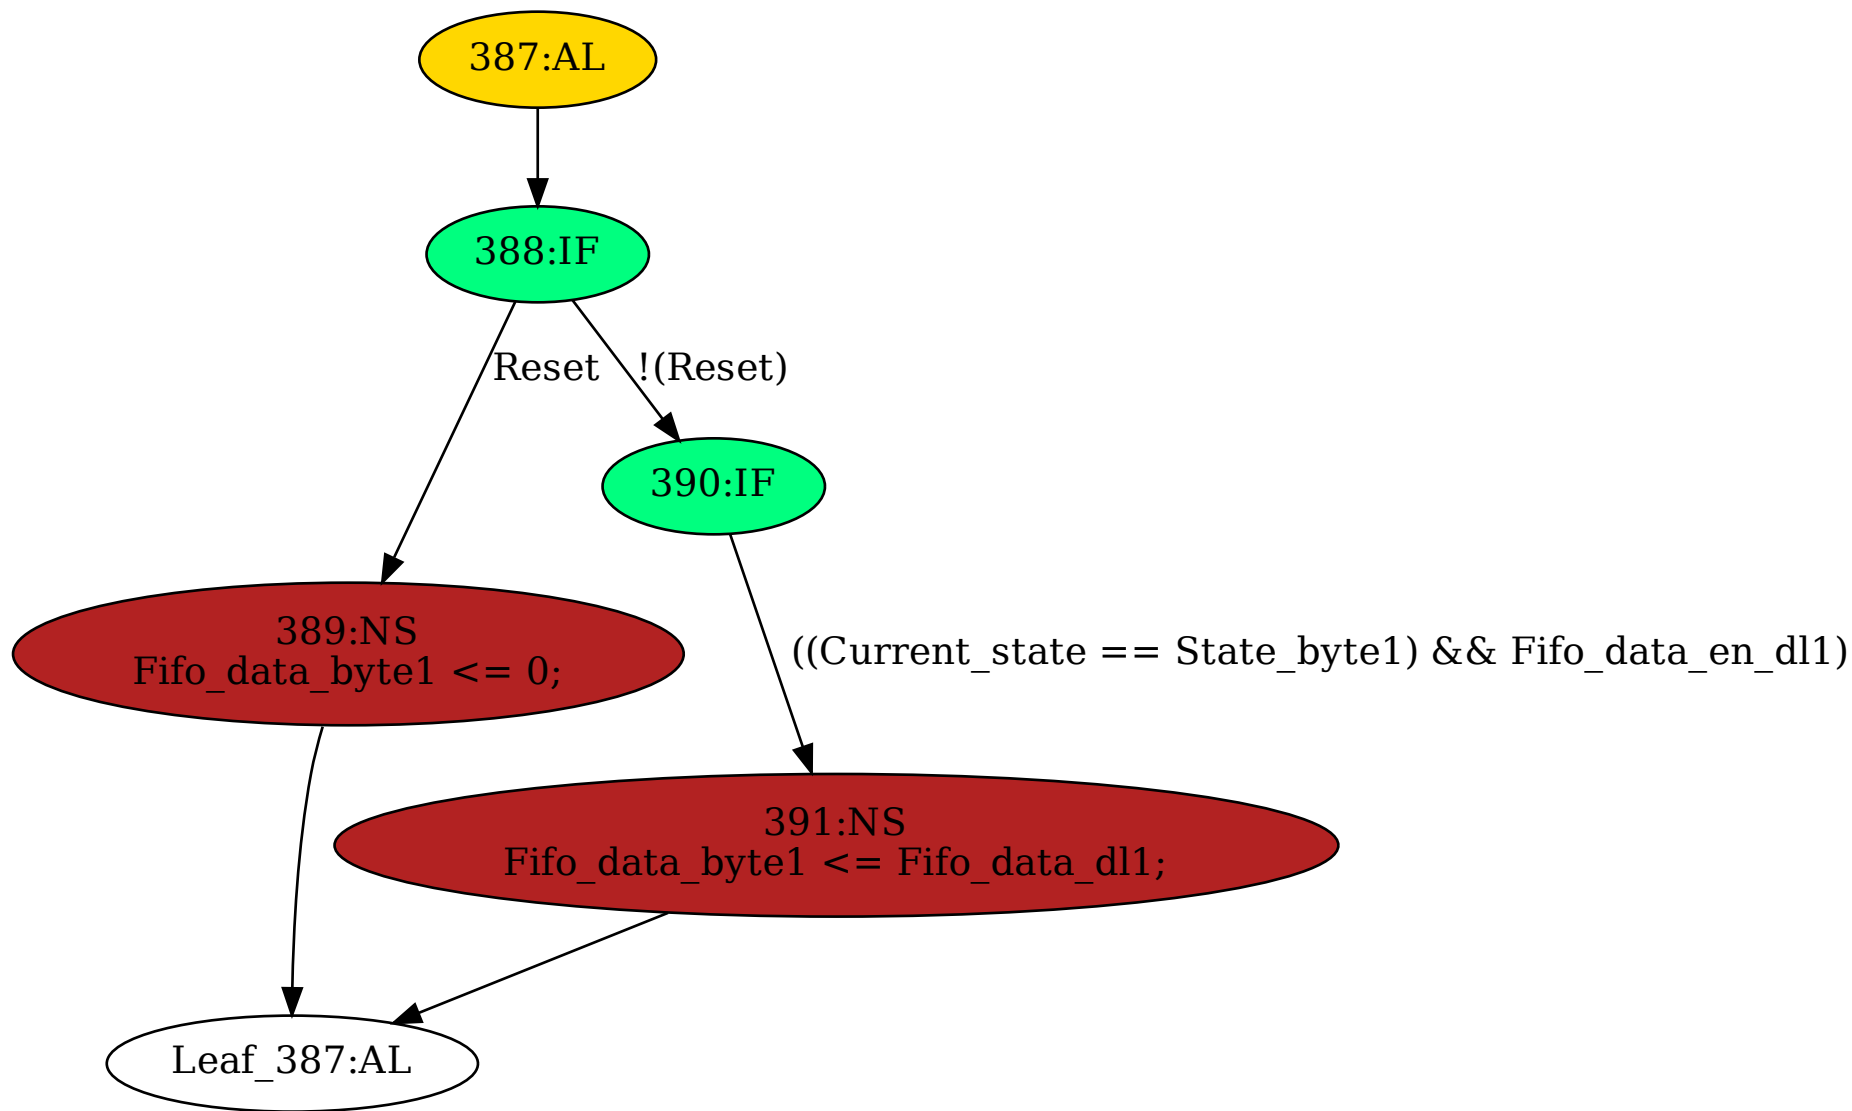 387:AL
388:IF
Reset
!(Reset)
390:IF
389:NS
Fifo_data_byte1 <= 0;
((Current_state == State_byte1) && Fifo_data_en_dl1)
391:NS
Fifo_data_byte1 <= Fifo_data_dl1;
Leaf_387:AL